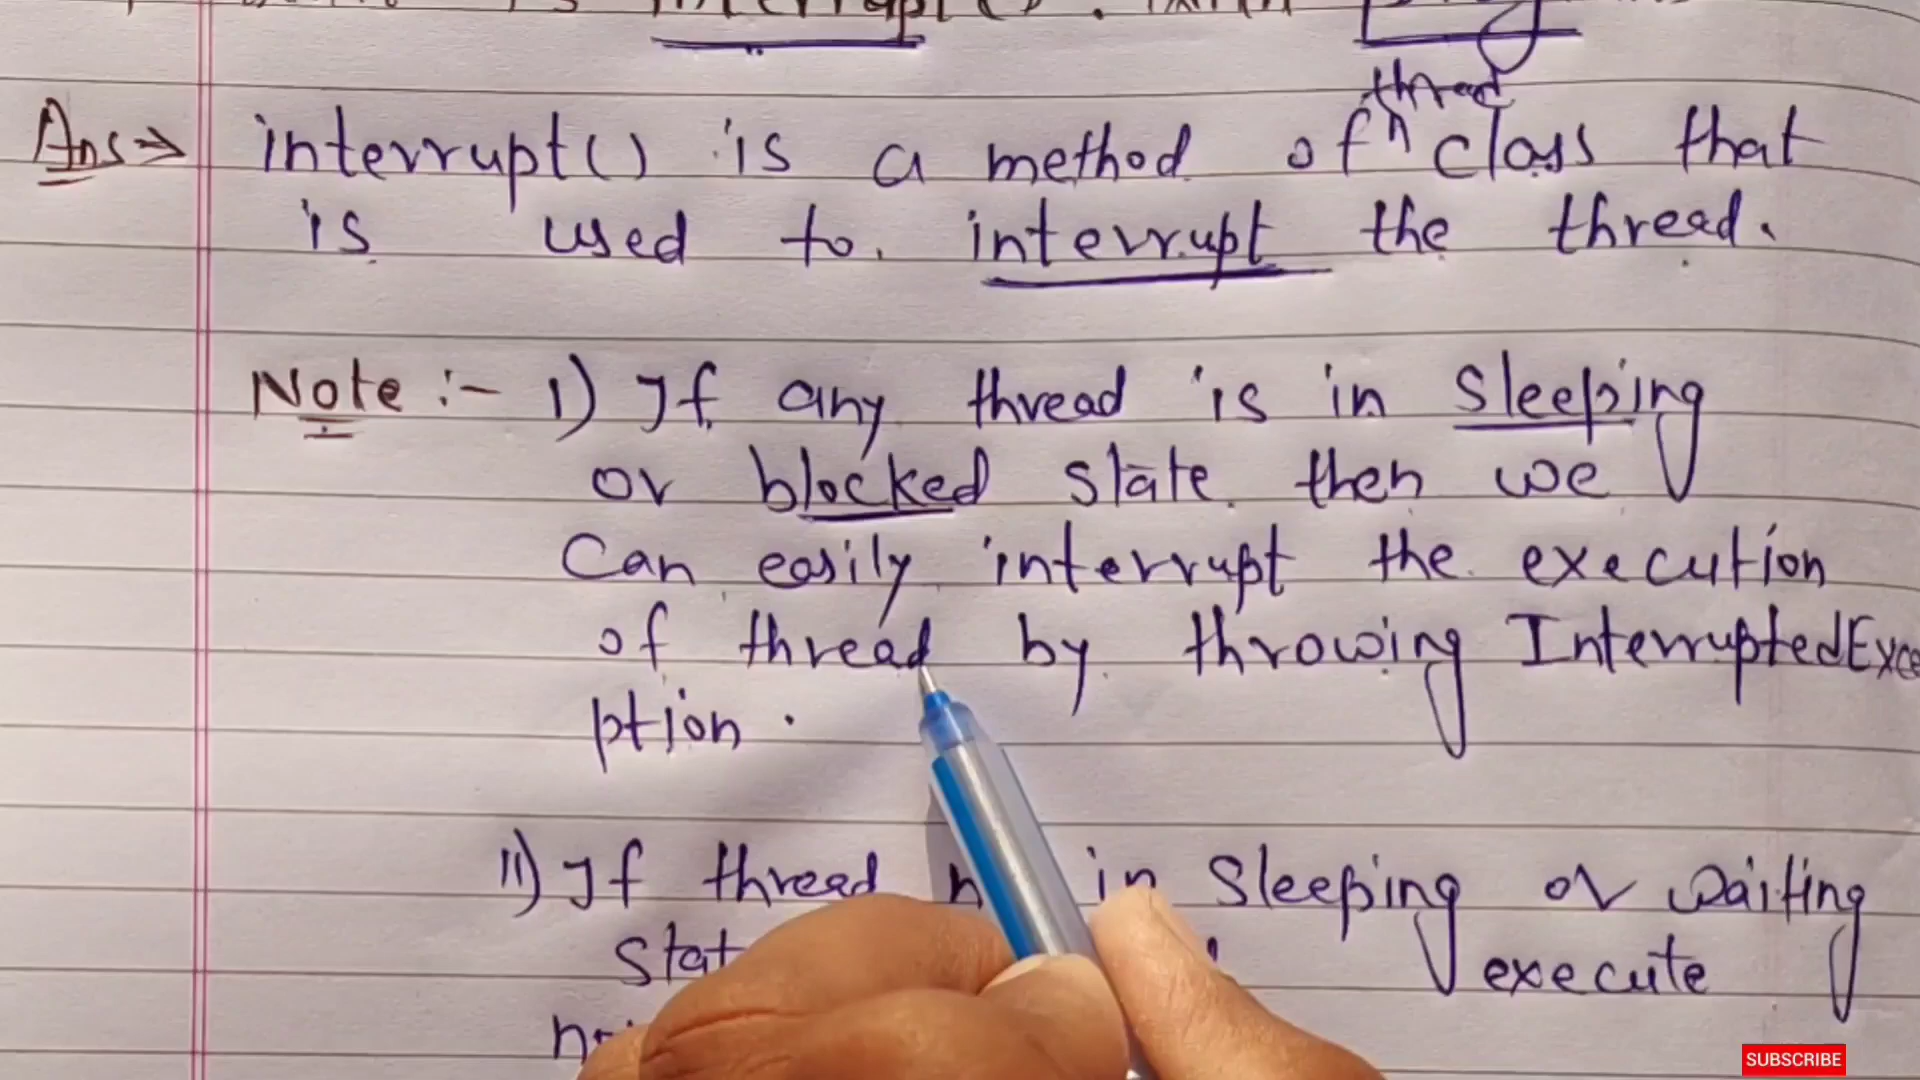 interrupt()
thread
Ans⇒ interrupt() is a method of ^ class that
is used to interrupt the thread.
Note :- i) If any thread is in sleeping
or blocked state then we
Can easily interrupt the execution
of thread by throwing InterruptedExce
ption.
ii) If thread in sleeping or waiting
execute
SUBSCRIBE